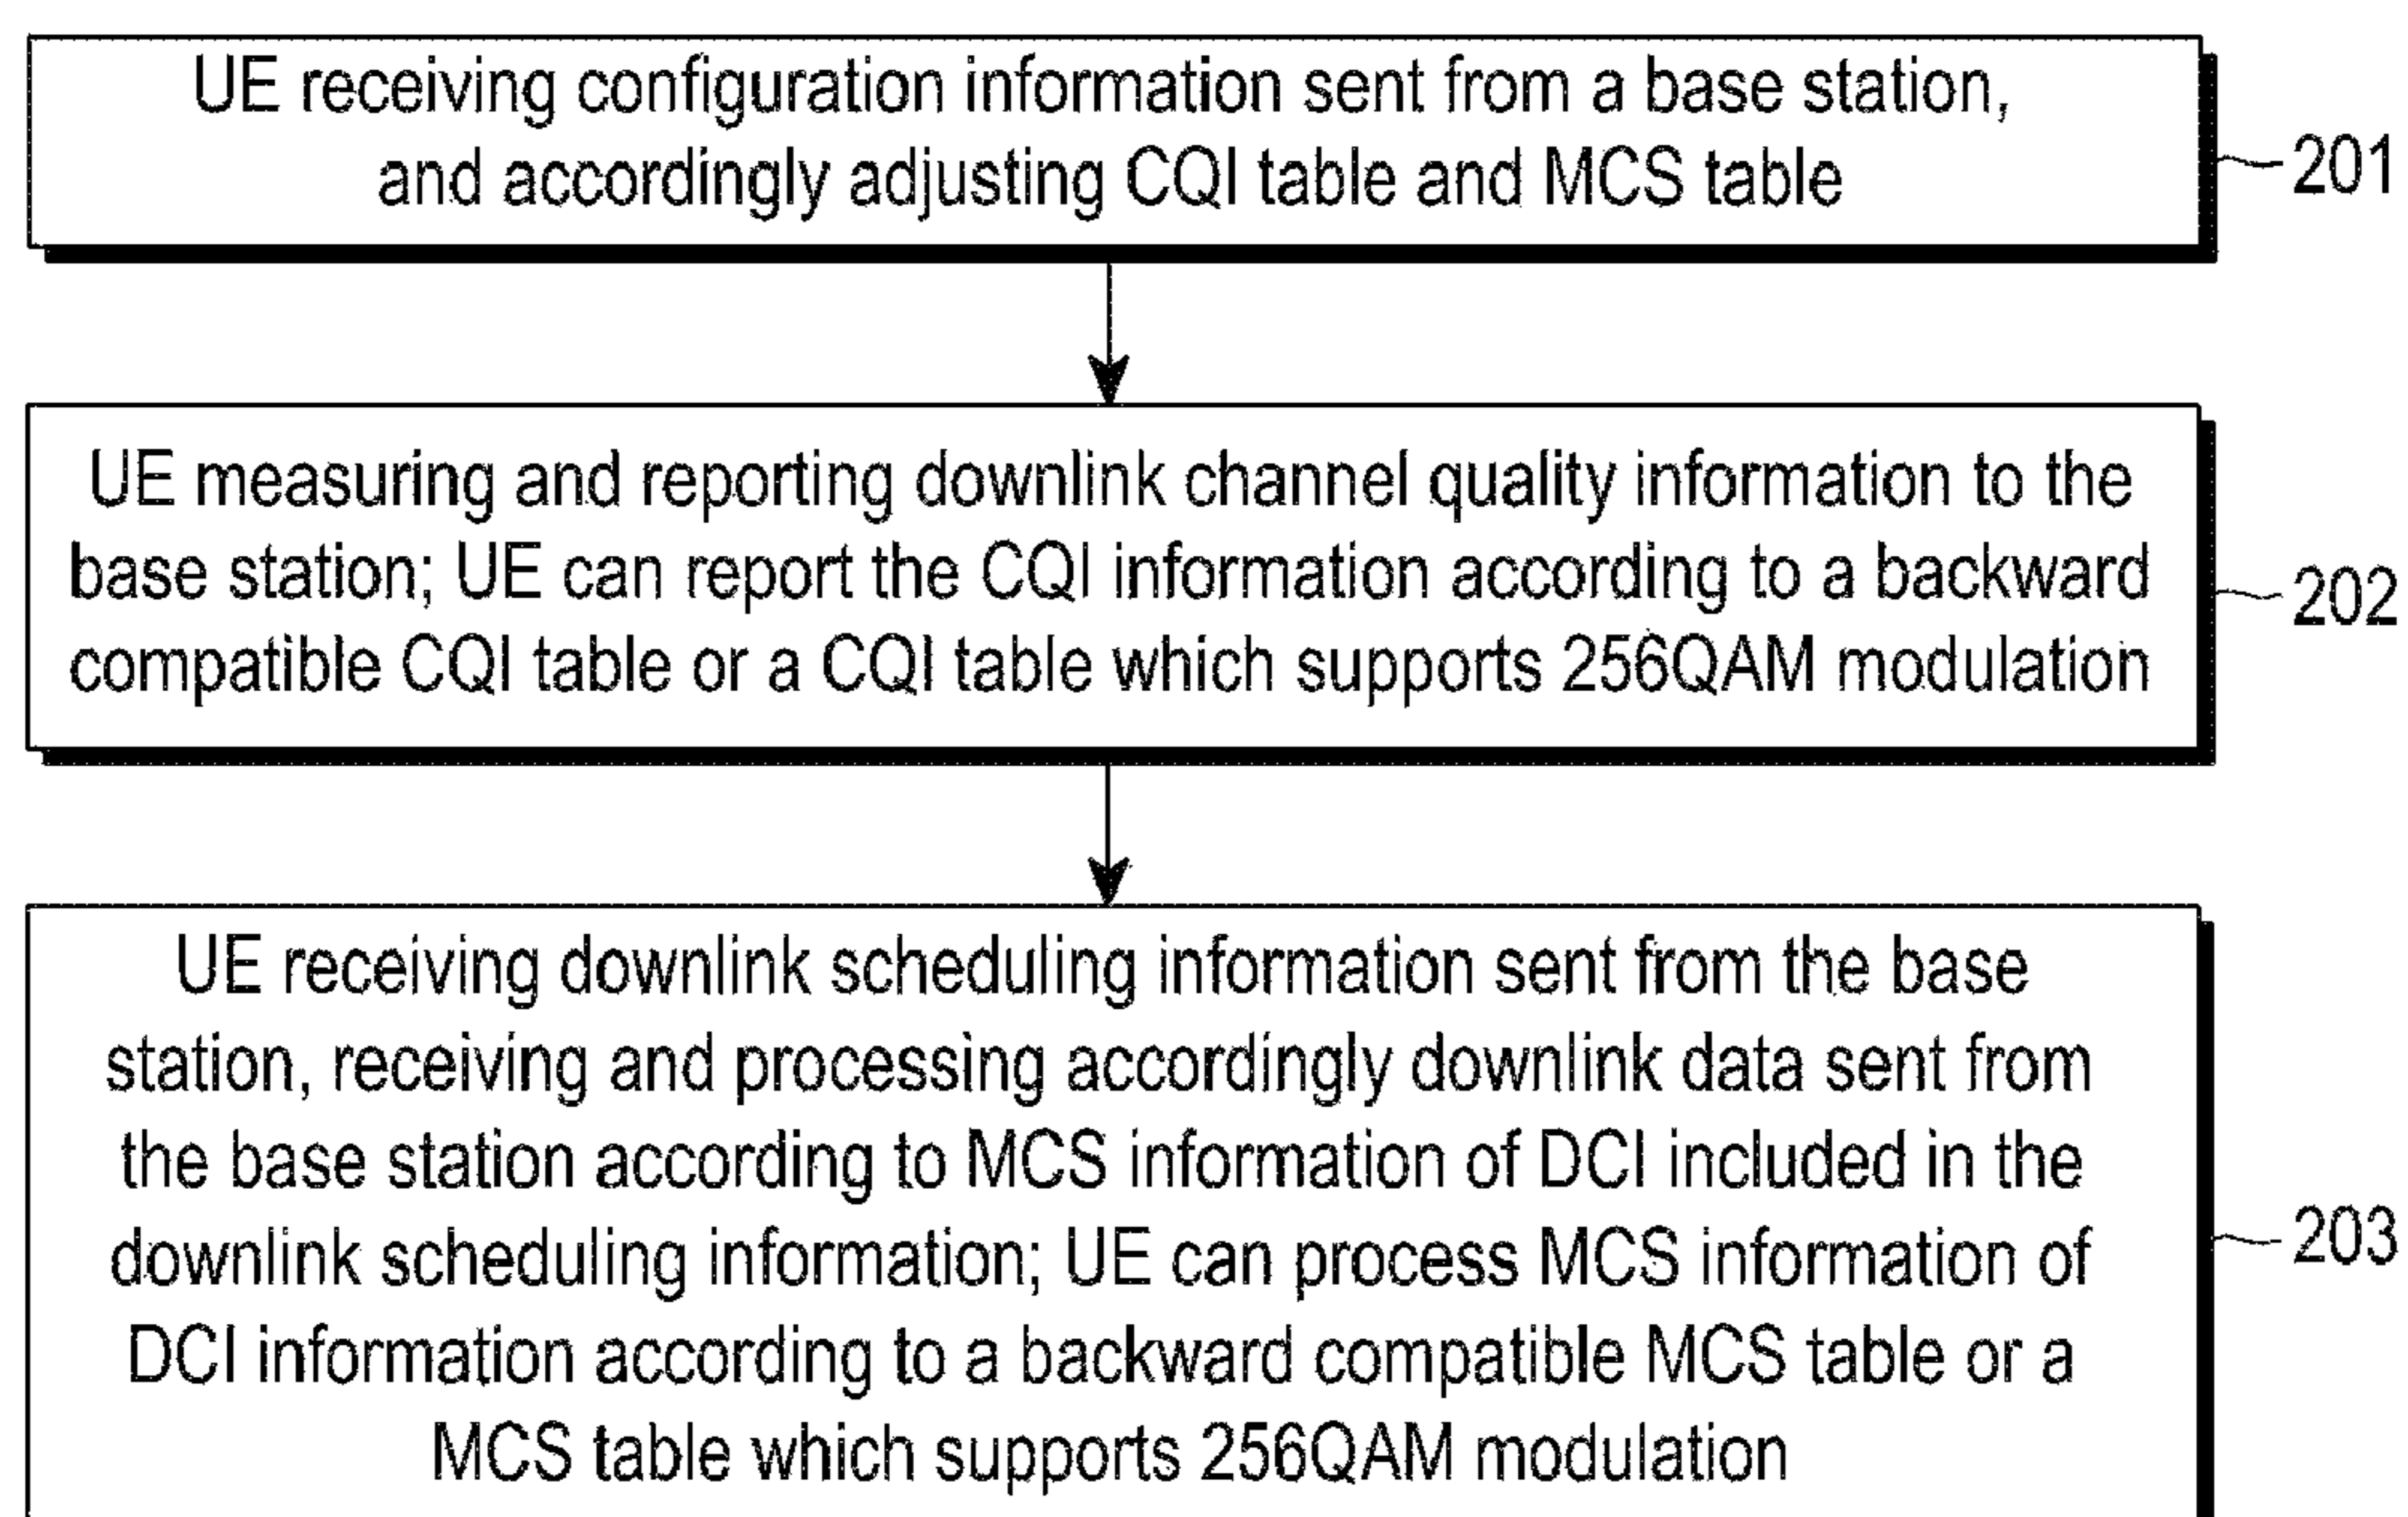 UE receiving configuration information sent from a base station,
and accordingly adjusting CQI table and MCS table
201
UE measuring and reporting downlink channel quality information to the
base station; UE can report the CQI information according to a backward
compatible CQI table or a CQI table which supports 256QAM modulation
202
UE receiving downlink scheduling information sent from the base
station, receiving and processing accordingly downlink data sent from
the base station according to MCS information of DCI included in the
downlink scheduling information; UE can process MCS information of
DCI information according to a backward compatible MCS table or a
MCS table which supports 256QAM modulation
203